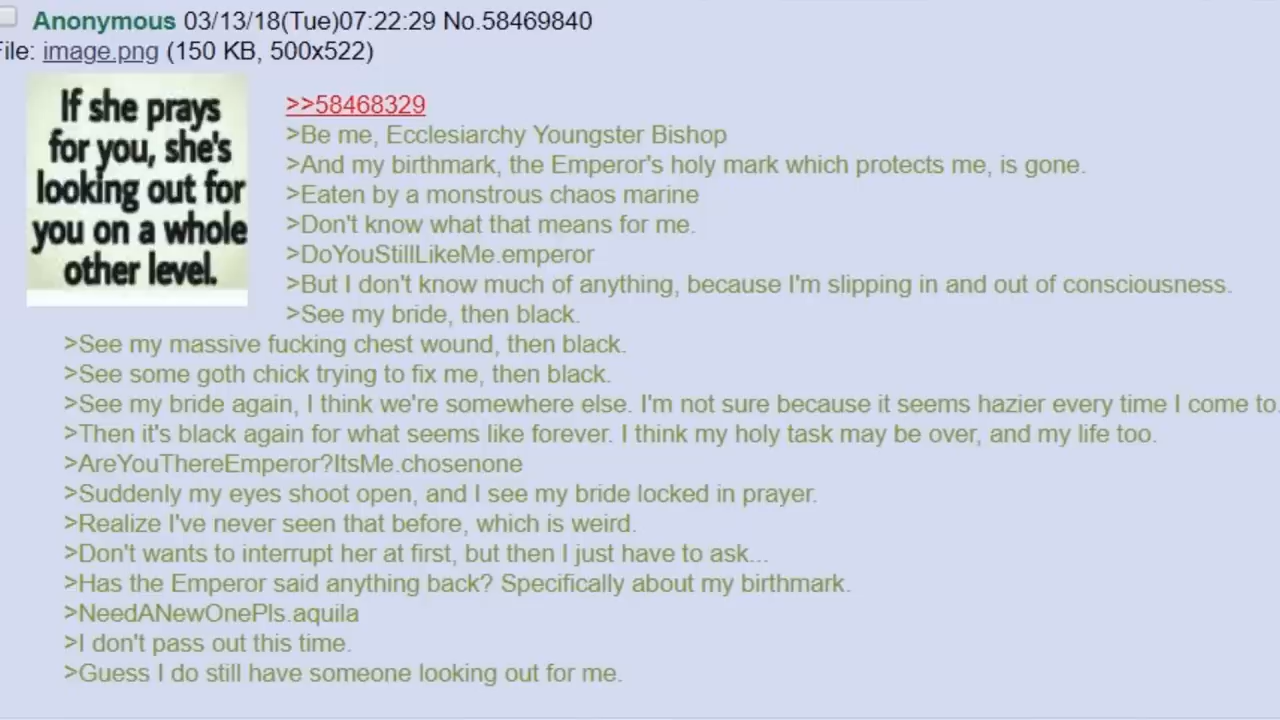 Anonymous 03/13/18(Tue)07:22:29 No.58469840
File: image.png (150 KB, 500x522)
If she prays
for you, she's
looking out for
you on a whole
other level.
>>58468329
>Be me, Ecclesiarchy Youngster Bishop
>And my birthmark, the Emperor's holy mark which protects me, is gone.
>Eaten by a monstrous chaos marine
>Don't know what that means for me.
>DoYouStillLikeMe.emperor
>But I don't know much of anything, because I'm slipping in and out of consciousness.
>See my bride, then black.
>See my massive fucking chest wound, then black.
>See some goth chick trying to fix me, then black.
>See my bride again, I think we're somewhere else. I'm not sure because it seems hazier every time I come to.
>Then it's black again for what seems like forever. I think my holy task may be over, and my life too.
>AreYouThereEmperor?ItsMe.chosenone
>Suddenly my eyes shoot open, and I see my bride locked in prayer.
>Realize I've never seen that before, which is weird.
>Don't wants to interrupt her at first, but then I just have to ask...
>Has the Emperor said anything back? Specifically about my birthmark.
>NeedANewOnePls.aquila
>I don't pass out this time.
>Guess I do still have someone looking out for me.